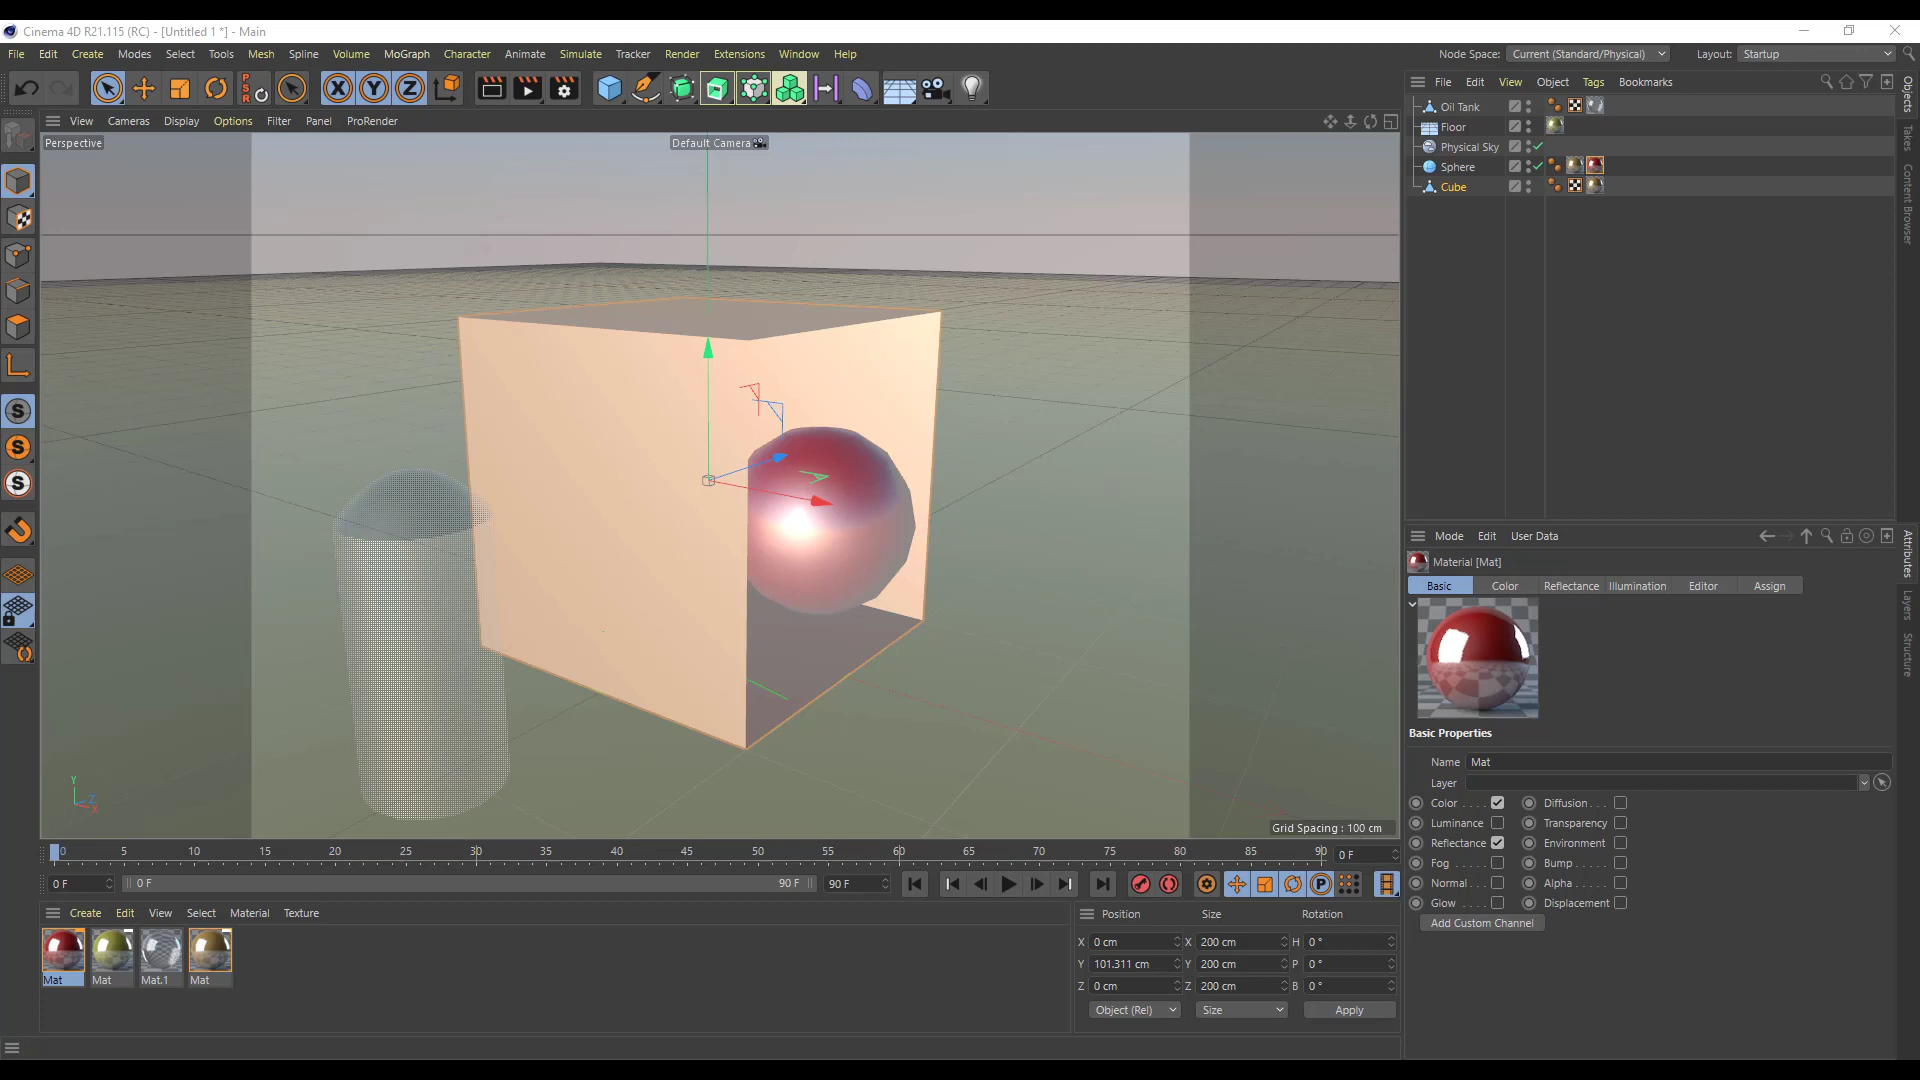 Cinema 4D R21.115 (RC) - [Untitled 1 *] - Main
File Edit Create Modes Select Tools Mesh Spline Volume MoGraph Character Animate Simulate Tracker Render Extensions Window Help
Node Space: Current (Standard/Physical) Layout: Startup
X Y Z
PSR
View Cameras Display Options Filter Panel ProRender
Perspective
Default Camera
Grid Spacing : 100 cm
Y
Z
X
S
S
S
0 5 10 15 20 25 30 35 40 45 50 55 60 65 70 75 80 85 90
0 F
0 F 0 F 90 F 90 F
P
Create Edit View Select Material Texture
Mat Mat Mat.1 Mat
Position Size Rotation
X 0 cm X 200 cm H 0 °
Y 101.311 cm Y 200 cm P 0 °
Z 0 cm Z 200 cm B 0 °
Object (Rel) Size Apply
File Edit View Object Tags Bookmarks
Oil Tank
Floor
Physical Sky
Sphere
Cube
Objects
Takes
Content Browser
Mode Edit User Data
Material [Mat]
Basic Color Reflectance Illumination Editor Assign
Basic Properties
Name Mat
Layer
Color . . . . Diffusion . . .
Luminance Transparency
Reflectance Environment
Fog . . . . . Bump . . . . .
Normal . . . Alpha . . . . .
Glow . . . . Displacement
Add Custom Channel
Attributes
Layers
Structure